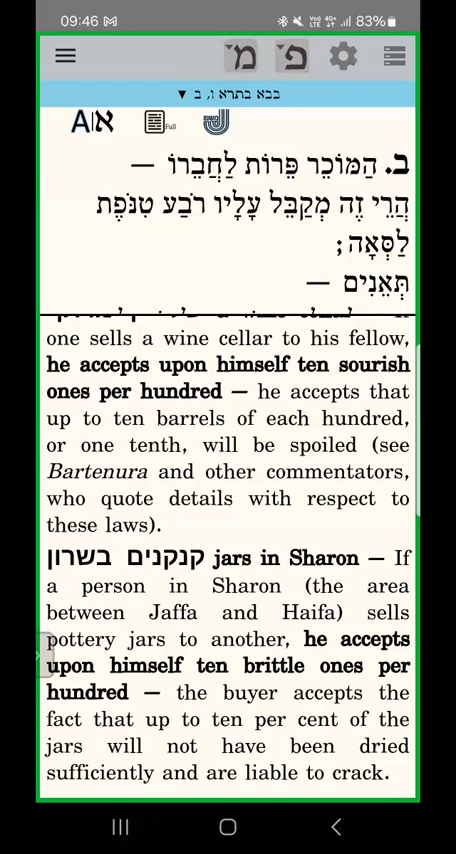 09:46 M Vo)) LTE 4G+ 83%
מ' פ'
בבא בתרא ו, ב ▼
A|א Full משנה
ב. הַמּוֹכֵר פֵּרוֹת לַחֲבֵרוֹ —
הֲרֵי זֶה מְקַבֵּל עָלָיו רֹבַע טִנֹּפֶת
לַסְּאָה;
תְּאֵנִים —
one sells a wine cellar to his fellow,
he accepts upon himself ten sourish
ones per hundred — he accepts that
up to ten barrels of each hundred,
or one tenth, will be spoiled (see
Bartenura and other commentators,
who quote details with respect to
these laws).
קנקנים בשרון jars in Sharon — If
a person in Sharon (the area
between Jaffa and Haifa) sells
pottery jars to another, he accepts
upon himself ten brittle ones per
hundred — the buyer accepts the
fact that up to ten per cent of the
jars will not have been dried
sufficiently and are liable to crack.